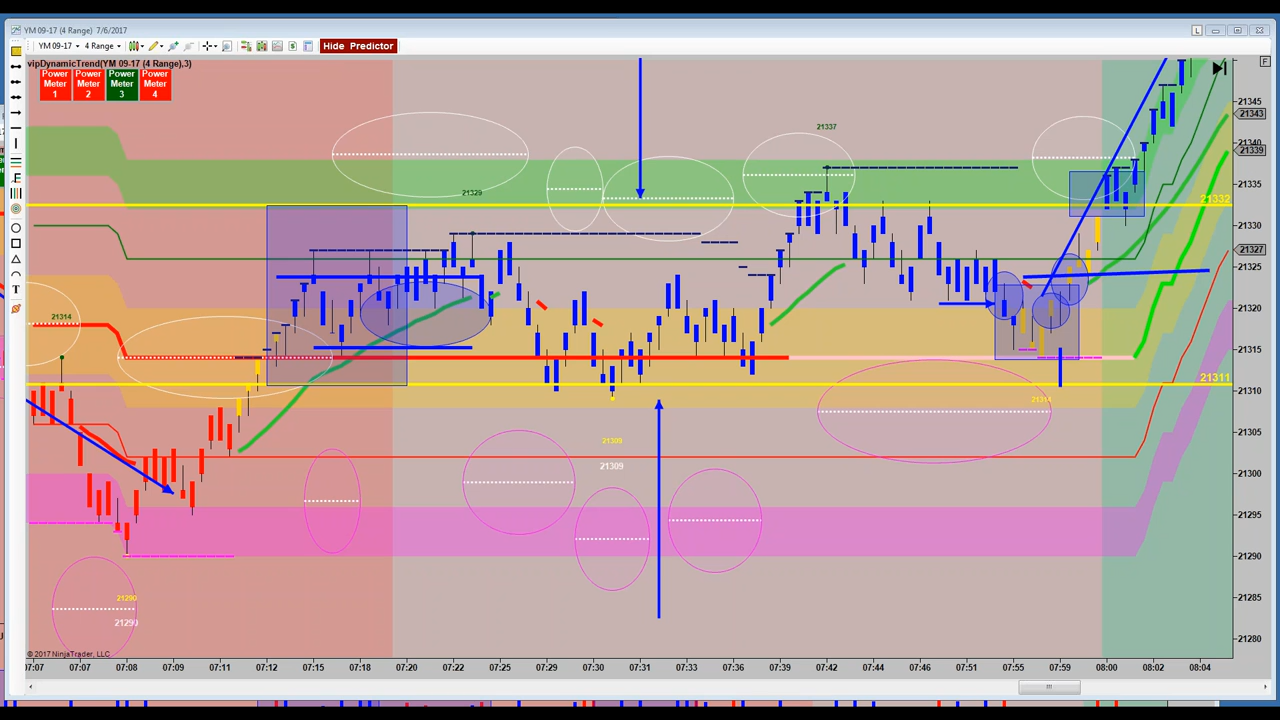 YM 09-17 (4 Range) 7/6/2017
YM 09-17 4 Range $ Hide Predictor
vipDynamicTrend(YM 09-17 (4 Range),3)
Power Meter 1
Power Meter 2
Power Meter 3
Power Meter 4
L
F
F
T
21345
21343
21340
21339
21335
21332
21330
21327
21325
21320
21315
21311
21310
21305
21300
21295
21290
21285
21280
21337
21329
21314
21314
21309
21309
21290
21290
© 2017 NinjaTrader, LLC
07:07 07:07 07:08 07:09 07:11 07:12 07:15 07:18 07:20 07:22 07:25 07:29 07:30 07:31 07:33 07:36 07:39 07:42 07:44 07:46 07:51 07:55 07:59 08:00 08:02 08:04